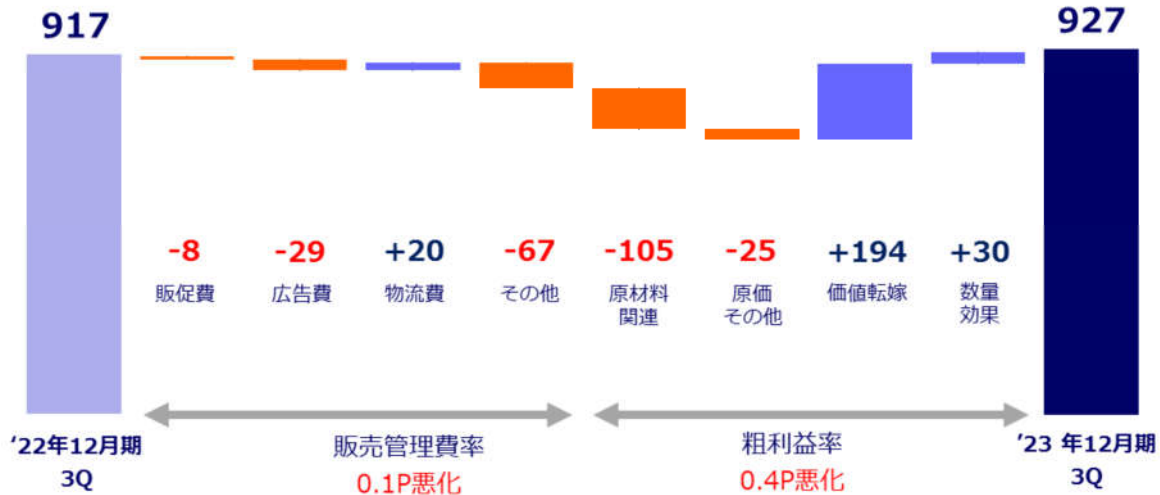 917
927
-8
-29
+20
-67
-105
-25
+194
+30
販促費
広告費
物流費
その他
原材料
関連
原価
その他
価値転嫁
数量
効果
‘22年12月期
3Q
販売管理費率
0.1P悪化
粗利益率
0.4P悪化
’23 年12月期
3Q